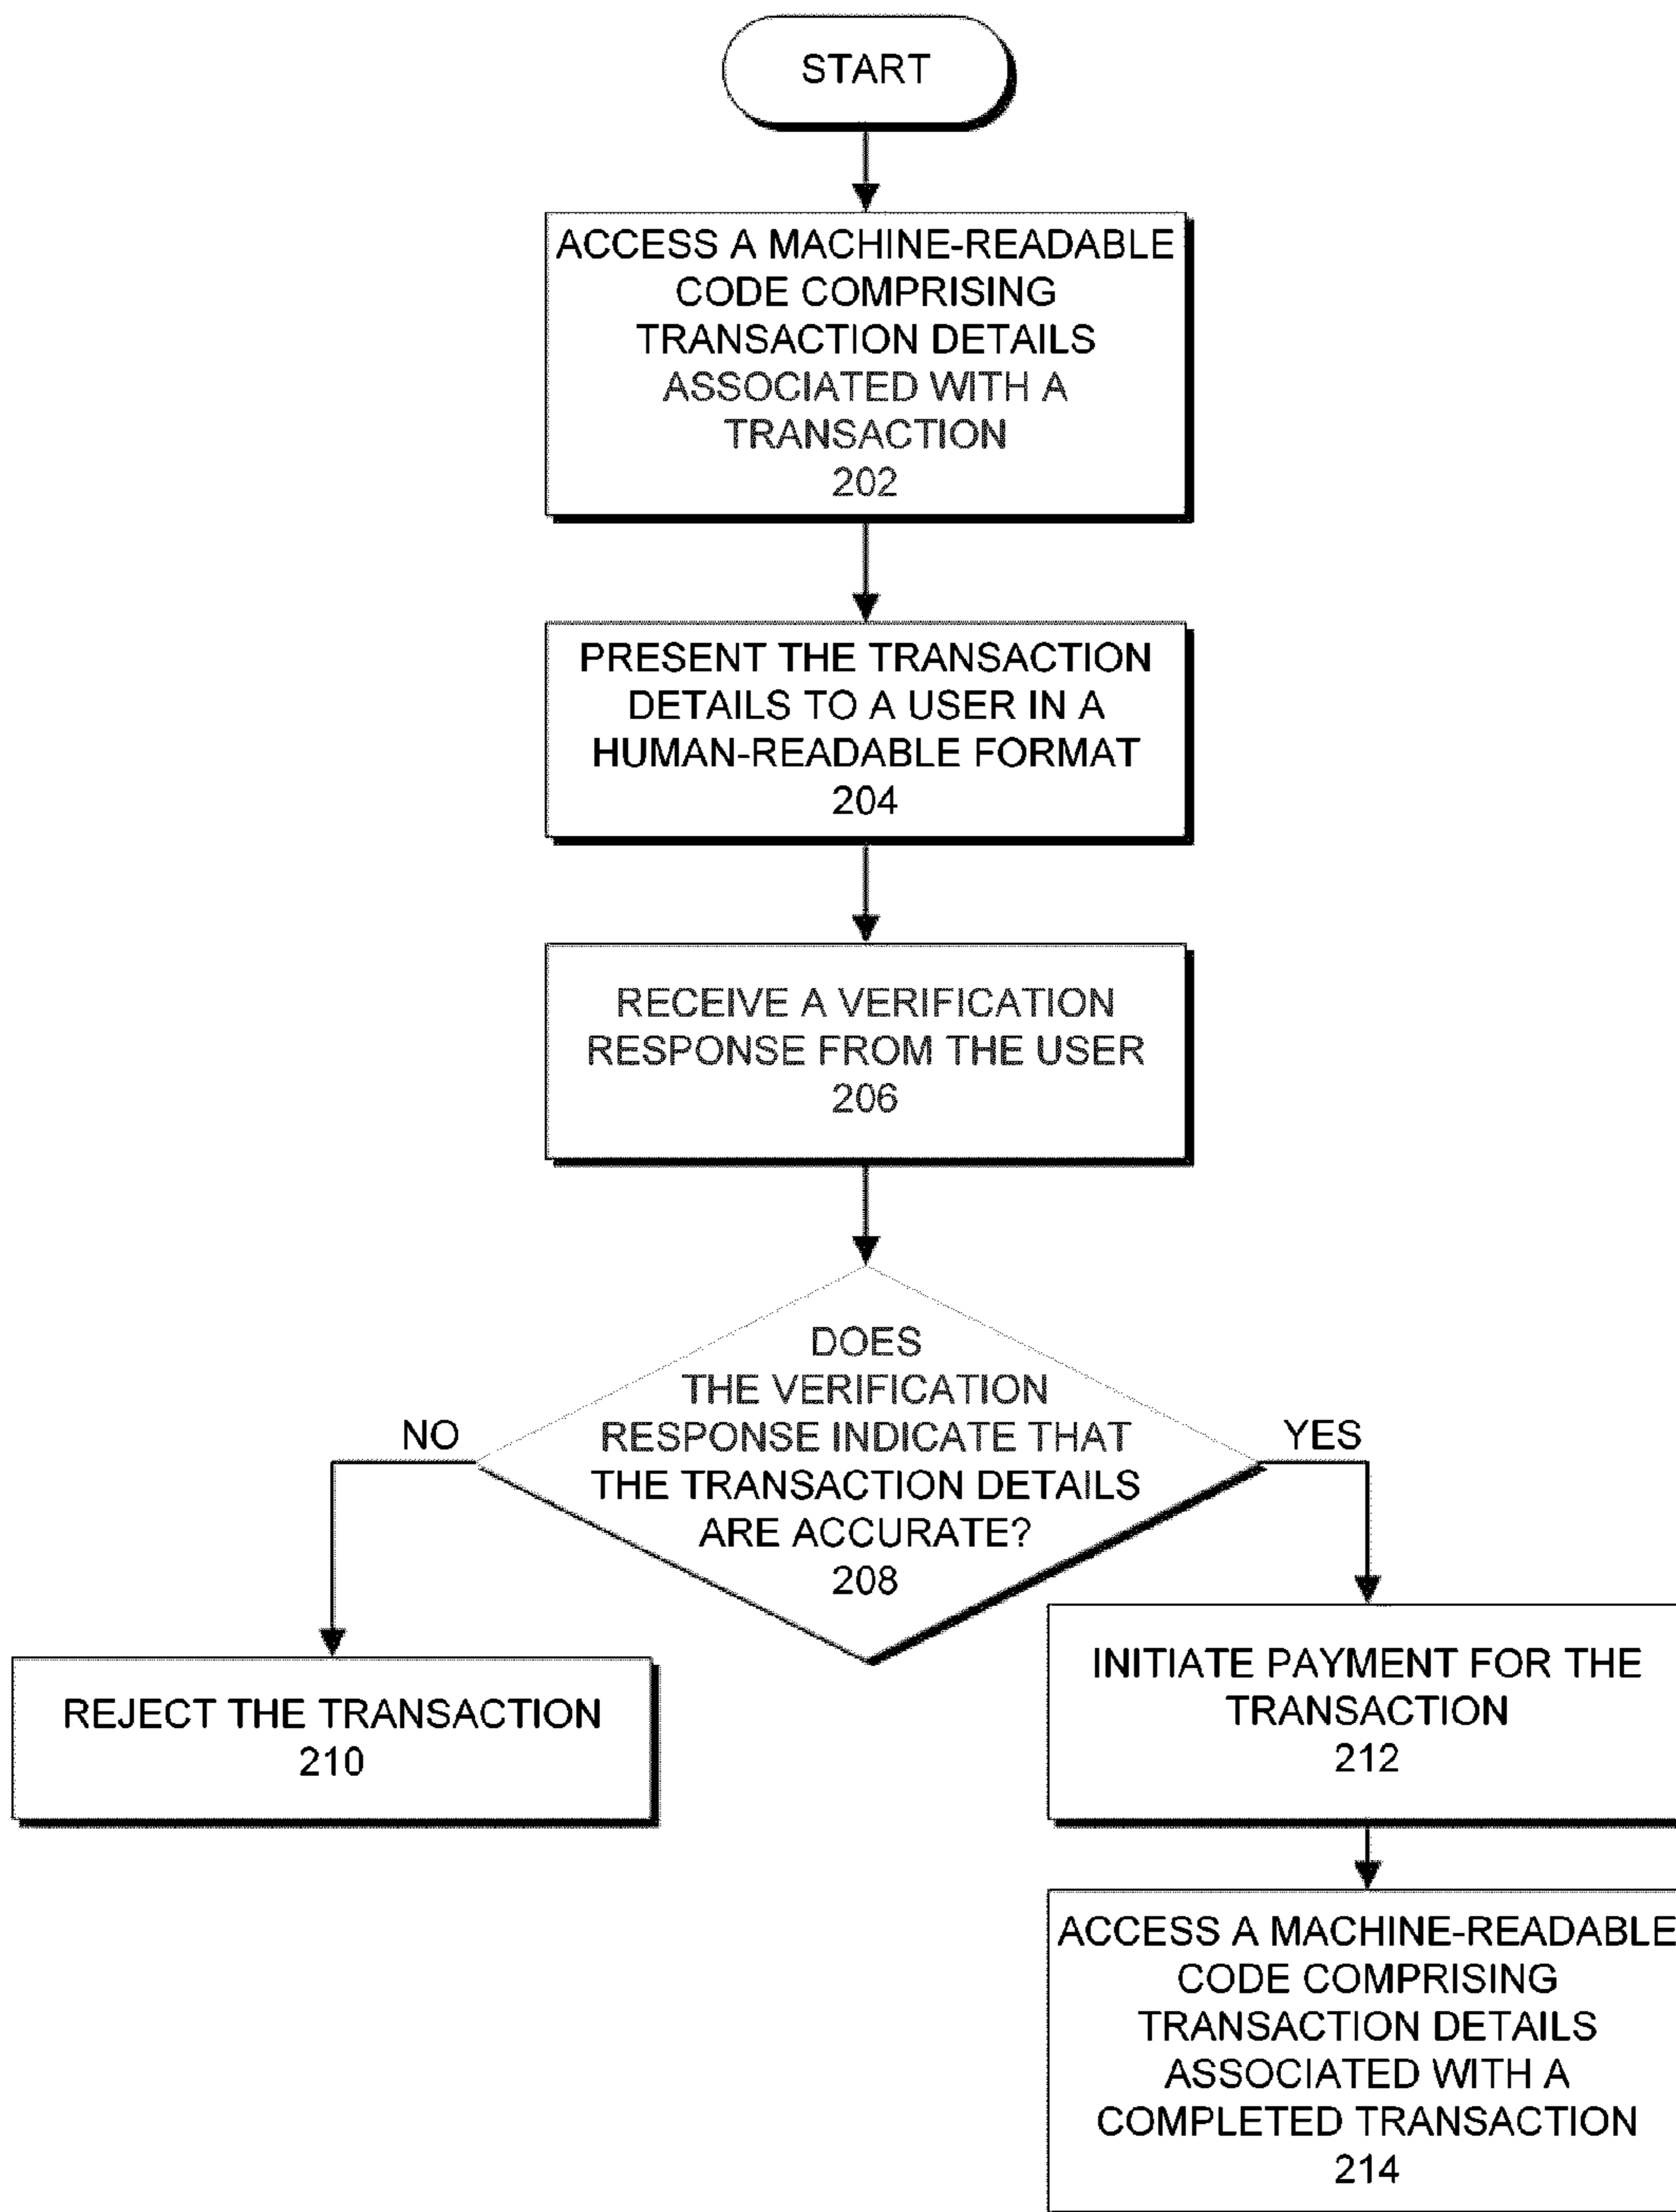 START
ACCESS A MACHINE-READABLE
CODE COMPRISING
TRANSACTION DETAILS
ASSOCIATED WITH A
TRANSACTION
202
PRESENT THE TRANSACTION
DETAILS TO A USER IN A
HUMAN-READABLE FORMAT
204
RECEIVE A VERIFICATION
RESPONSE FROM THE USER
206
DOES
THE VERIFICATION
RESPONSE INDICATE THAT
THE TRANSACTION DETAILS
ARE ACCURATE?
208
NO
YES
REJECT THE TRANSACTION
210
INITIATE PAYMENT FOR THE
TRANSACTION
212
ACCESS A MACHINE-READABLE
CODE COMPRISING
TRANSACTION DETAILS
ASSOCIATED WITH A
COMPLETED TRANSACTION
214